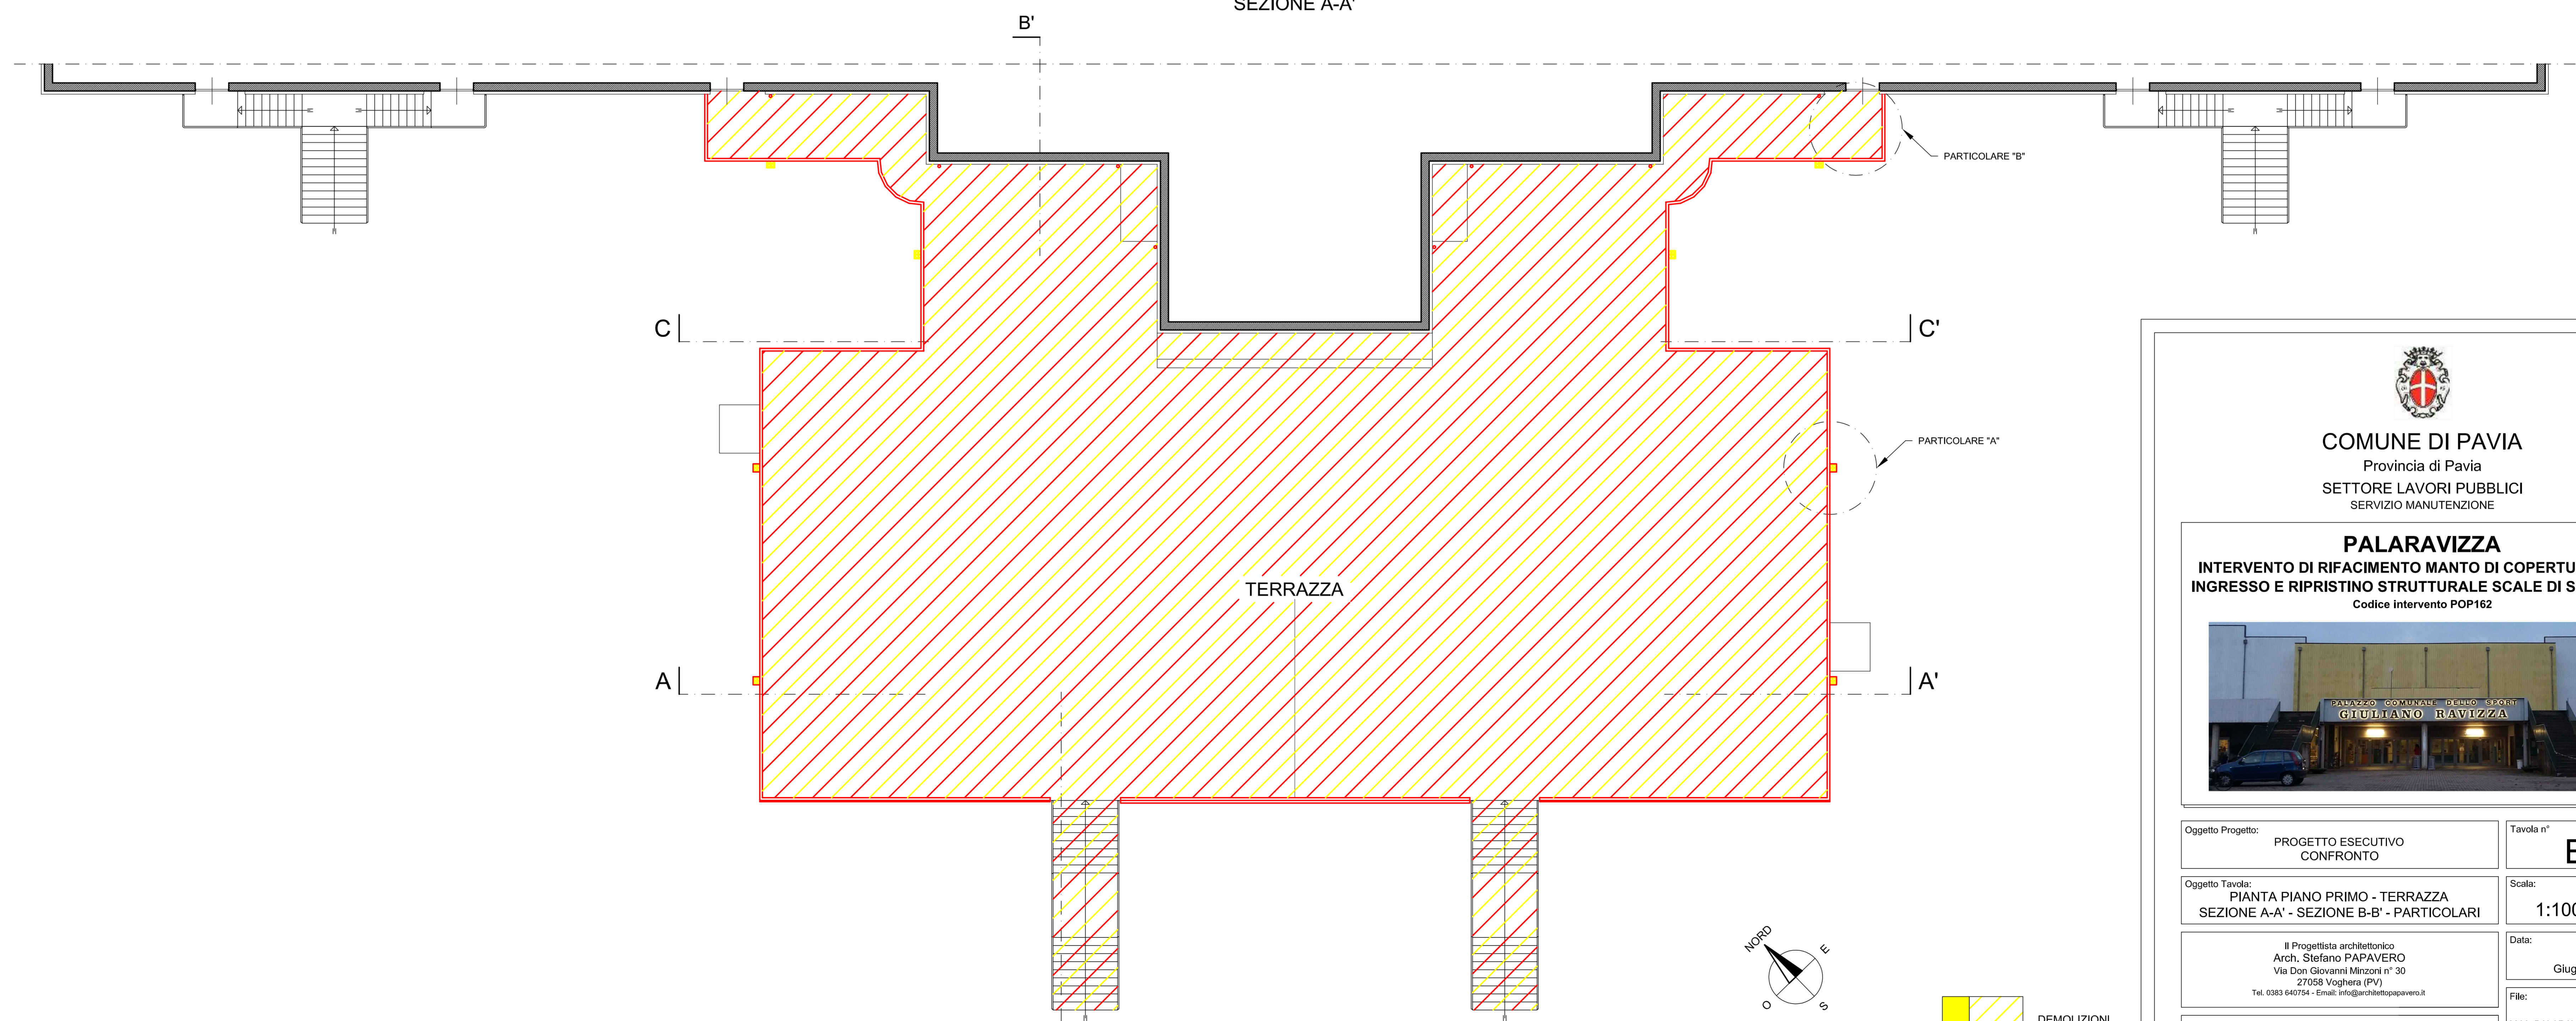 SEZIONE A-A'
B'
PARTICOLARE "B"
C
C'
PARTICOLARE "A"
TERRAZZA
A
A'
NORD
E
O
S
DEMOLIZIONI
COMUNE DI PAVIA
Provincia di Pavia
SETTORE LAVORI PUBBLICI
SERVIZIO MANUTENZIONE
PALARAVIZZA
INTERVENTO DI RIFACIMENTO MANTO DI
INGRESSO E RIPRISTINO STRUTTURALE SCALE DI
Codice intervento POP162
PALAZZO COMUNALE DELLO SPORT
GIULIANO RAVIZZA
Oggetto Progetto:
PROGETTO ESECUTIVO
CONFRONTO
Tavola n°
Oggetto Tavola:
PIANTA PIANO PRIMO - TERRAZZA
SEZIONE A-A' - SEZIONE B-B' - PARTICOLARI
Scala:
1:100
Il Progettista architettonico
Arch. Stefano PAPAVERO
Via Don Giovanni Minzoni n° 30
27058 Voghera (PV)
Tel. 0383 640754 - Email: info@architettopapavero.it
Data:
File: